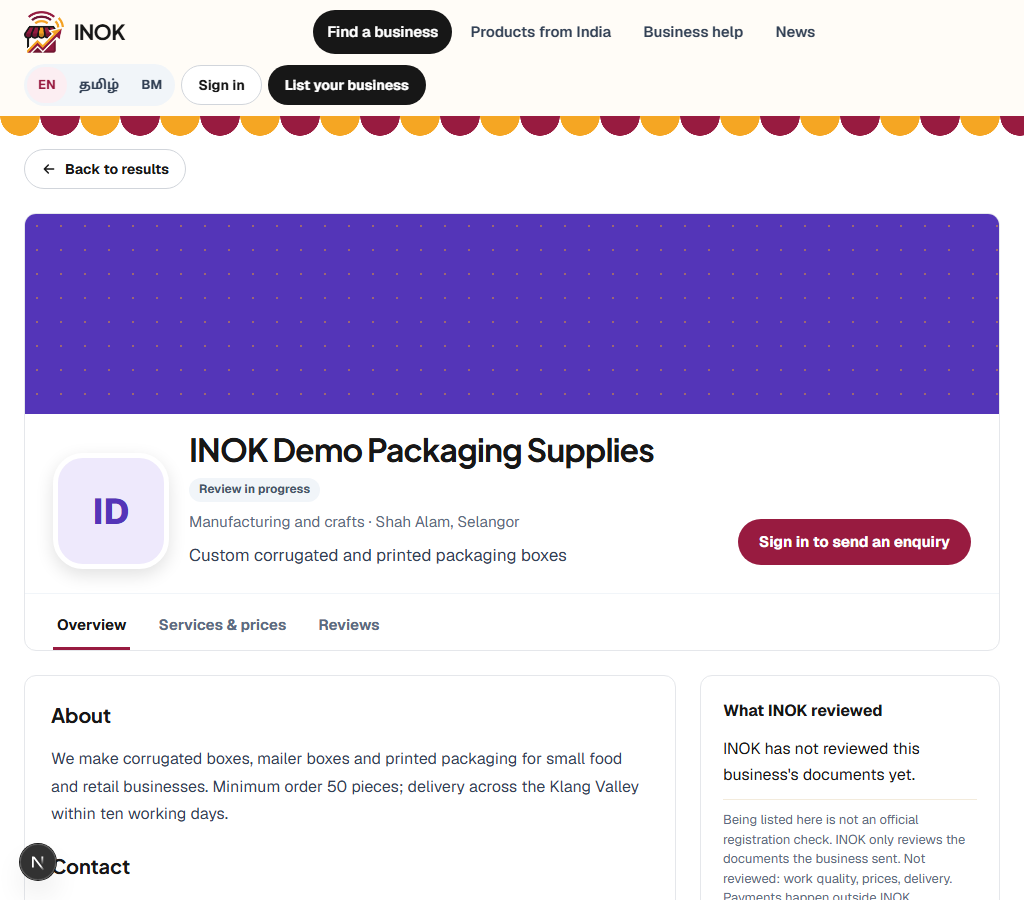 INOK
Find a business
Products from India
Business help
News
EN
தமிழ்
BM
Sign in
List your business
← Back to results
ID
INOK Demo Packaging Supplies
Review in progress
Manufacturing and crafts · Shah Alam, Selangor
Custom corrugated and printed packaging boxes
Sign in to send an enquiry
Overview
Services & prices
Reviews
About
We make corrugated boxes, mailer boxes and printed packaging for small food
and retail businesses. Minimum order 50 pieces; delivery across the Klang Valley
within ten working days.
N
Contact
What INOK reviewed
INOK has not reviewed this
business's documents yet.
Being listed here is not an official
registration check. INOK only reviews the
documents the business sent. Not
reviewed: work quality, prices, delivery.
Payments happen outside INOK.